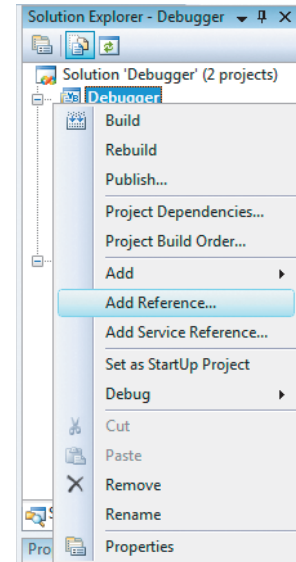 Solution Explorer - Debugger
Solution 'Debugger' (2 projects)
Debugger
Build
Rebuild
Publish...
Project Dependencies...
Project Build Order...
Add
Add Reference...
Add Service Reference...
Set as StartUp Project
Debug
Cut
Paste
Remove
Rename
Pro
Properties